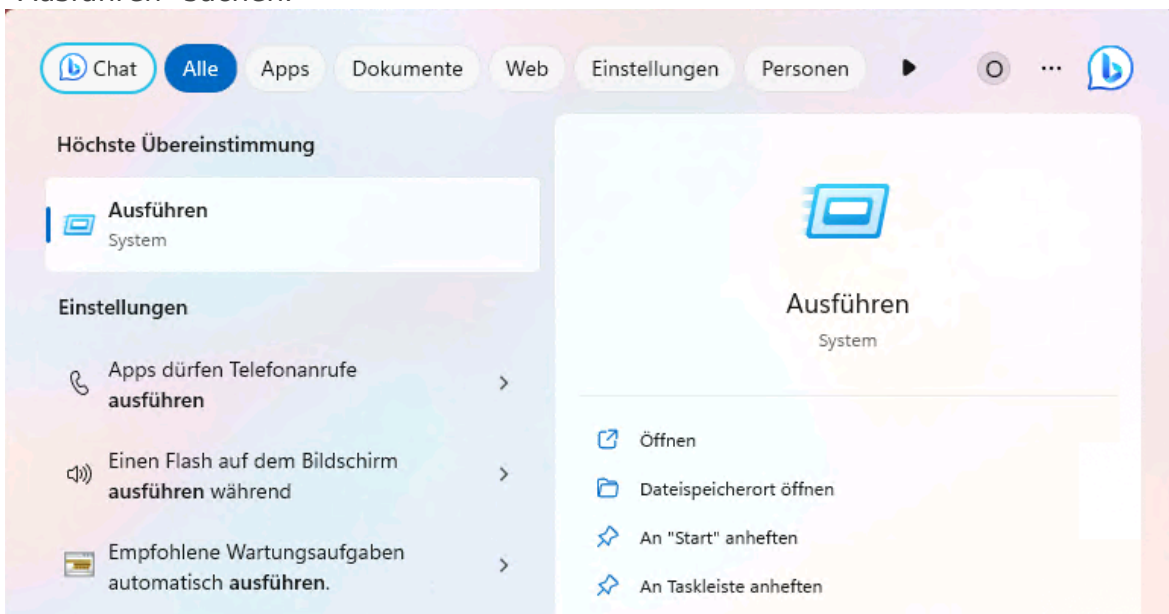 Chat Alle Apps Dokumente Web Einstellungen Personen O ...
Höchste Übereinstimmung
Ausführen
System
Einstellungen
Apps dürfen Telefonanrufe
ausführen
Einen Flash auf dem Bildschirm
ausführen während
Empfohlene Wartungsaufgaben
automatisch ausführen.
Ausführen
System
Öffnen
Dateispeicherort öffnen
An "Start" anheften
An Taskleiste anheften